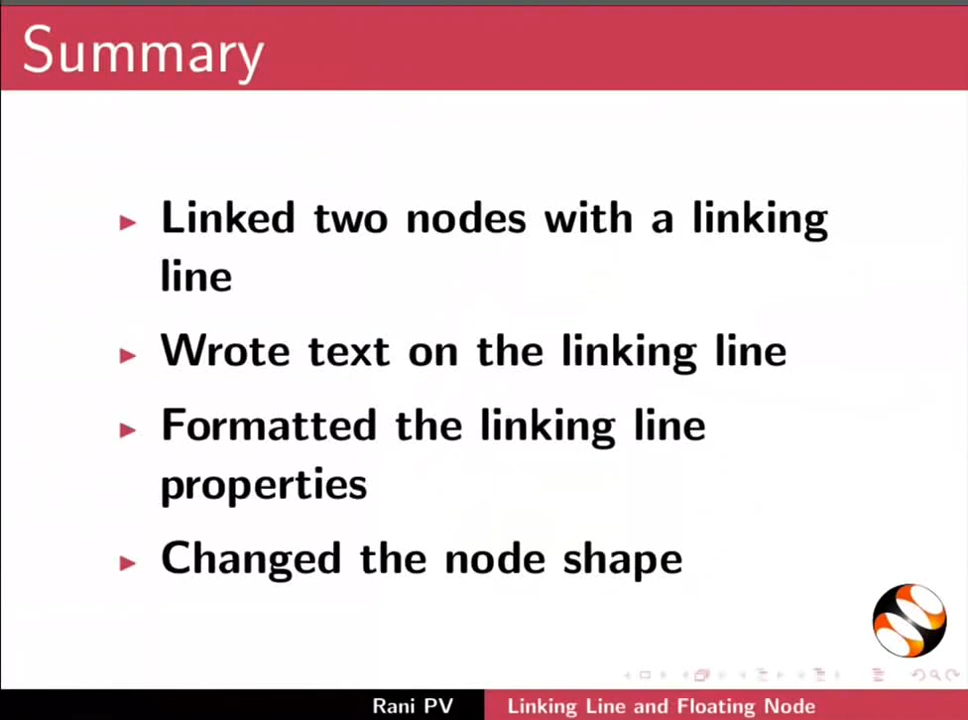 Summary
Linked two nodes with a linking
line
Wrote text on the linking line
Formatted the linking line
properties
Changed the node shape
Rani PV
Linking Line and Floating Node